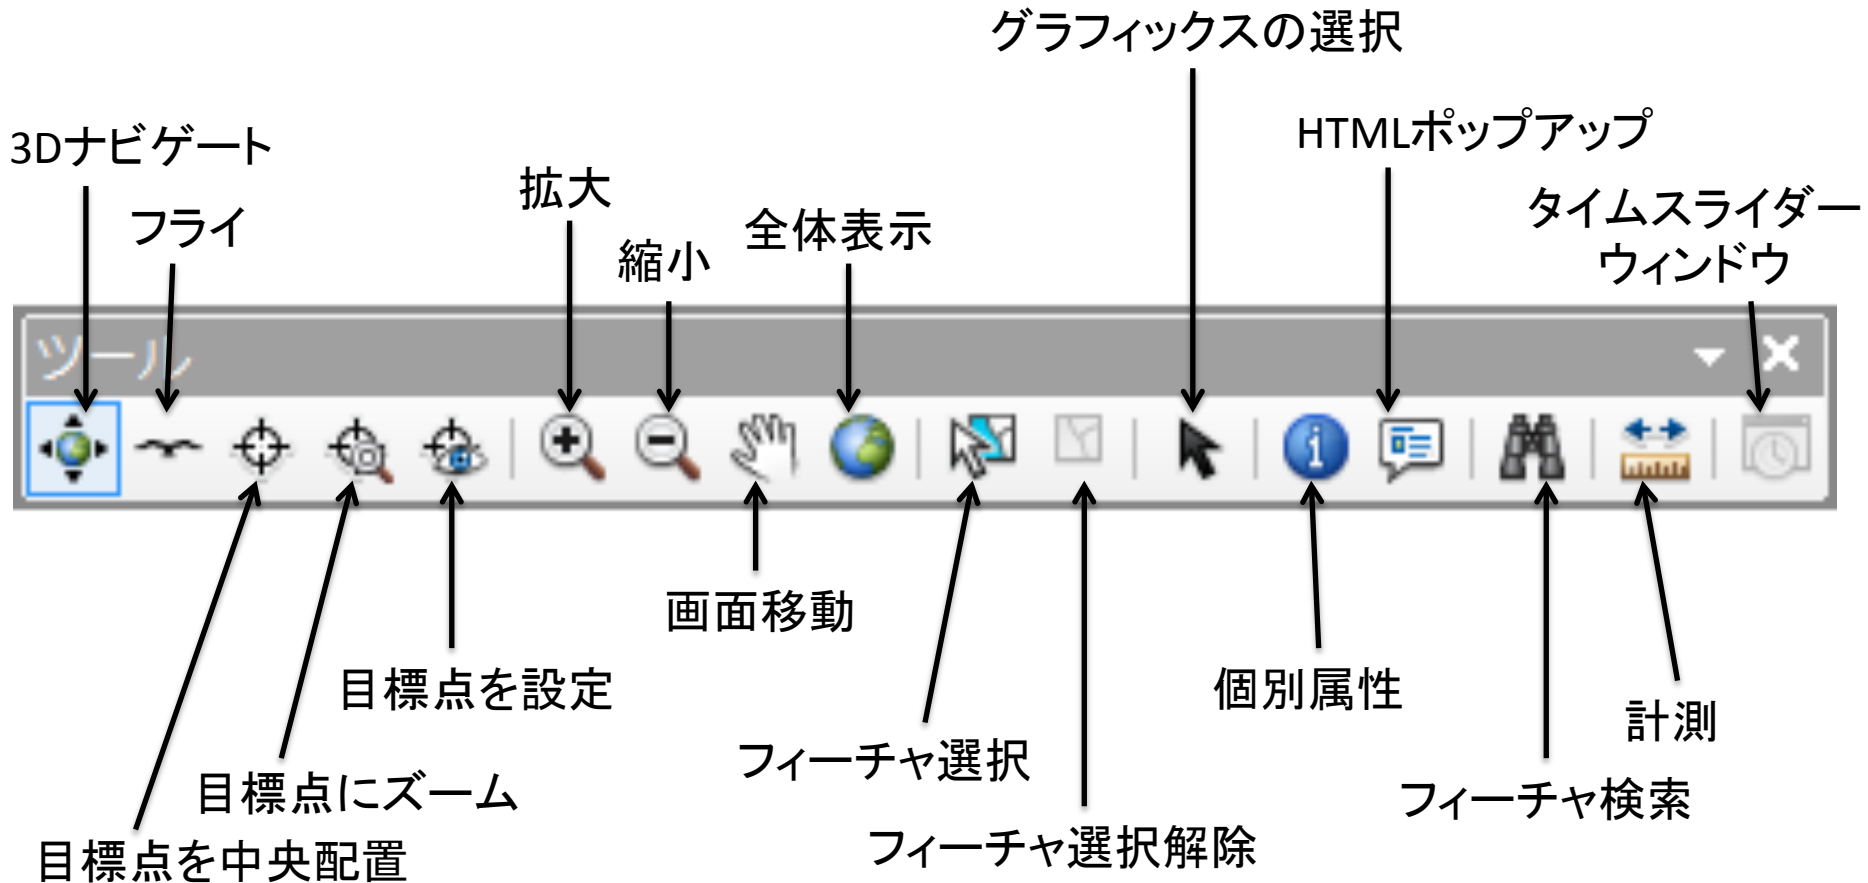 グラフィックスの選択
HTMLポップアップ
3Dナビゲート
拡大
タイムスライダー
ウィンドウ
フライ
全体表示
縮小
ツール
画面移動
目標点を設定
個別属性
計測
フィーチャ選択
目標点にズーム
フィーチャ検索
フィーチャ選択解除
目標点を中央配置